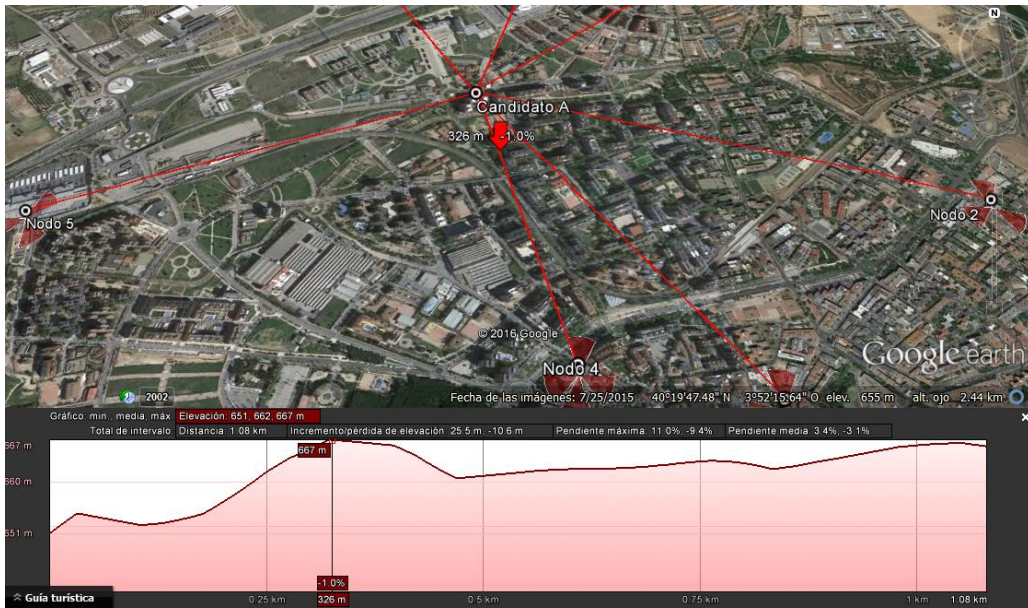 N
Candidato A
326 m -1.0%
Nodo 5
Nodo 2
© 2016 Google
Nodo 4
Google earth
2002
Fecha de las imágenes: 7/25/2015 40°19'47.48" N 3°52'15.64" O elev. 655 m alt. ojo 2.44 km
Gráfico: min., media, máx Elevación: 651, 662, 667 m
Total de intervalo: Distancia: 1.08 km Incremento/pérdida de elevación: 25.5 m, -10.6 m Pendiente máxima: 11.0%, -9.4% Pendiente media: 3.4%, -3.1%
667 m
667 m
660 m
651 m
-1.0%
Guía turística
0.25 km 326 m 0.5 km 0.75 km 1 km 1.08 km